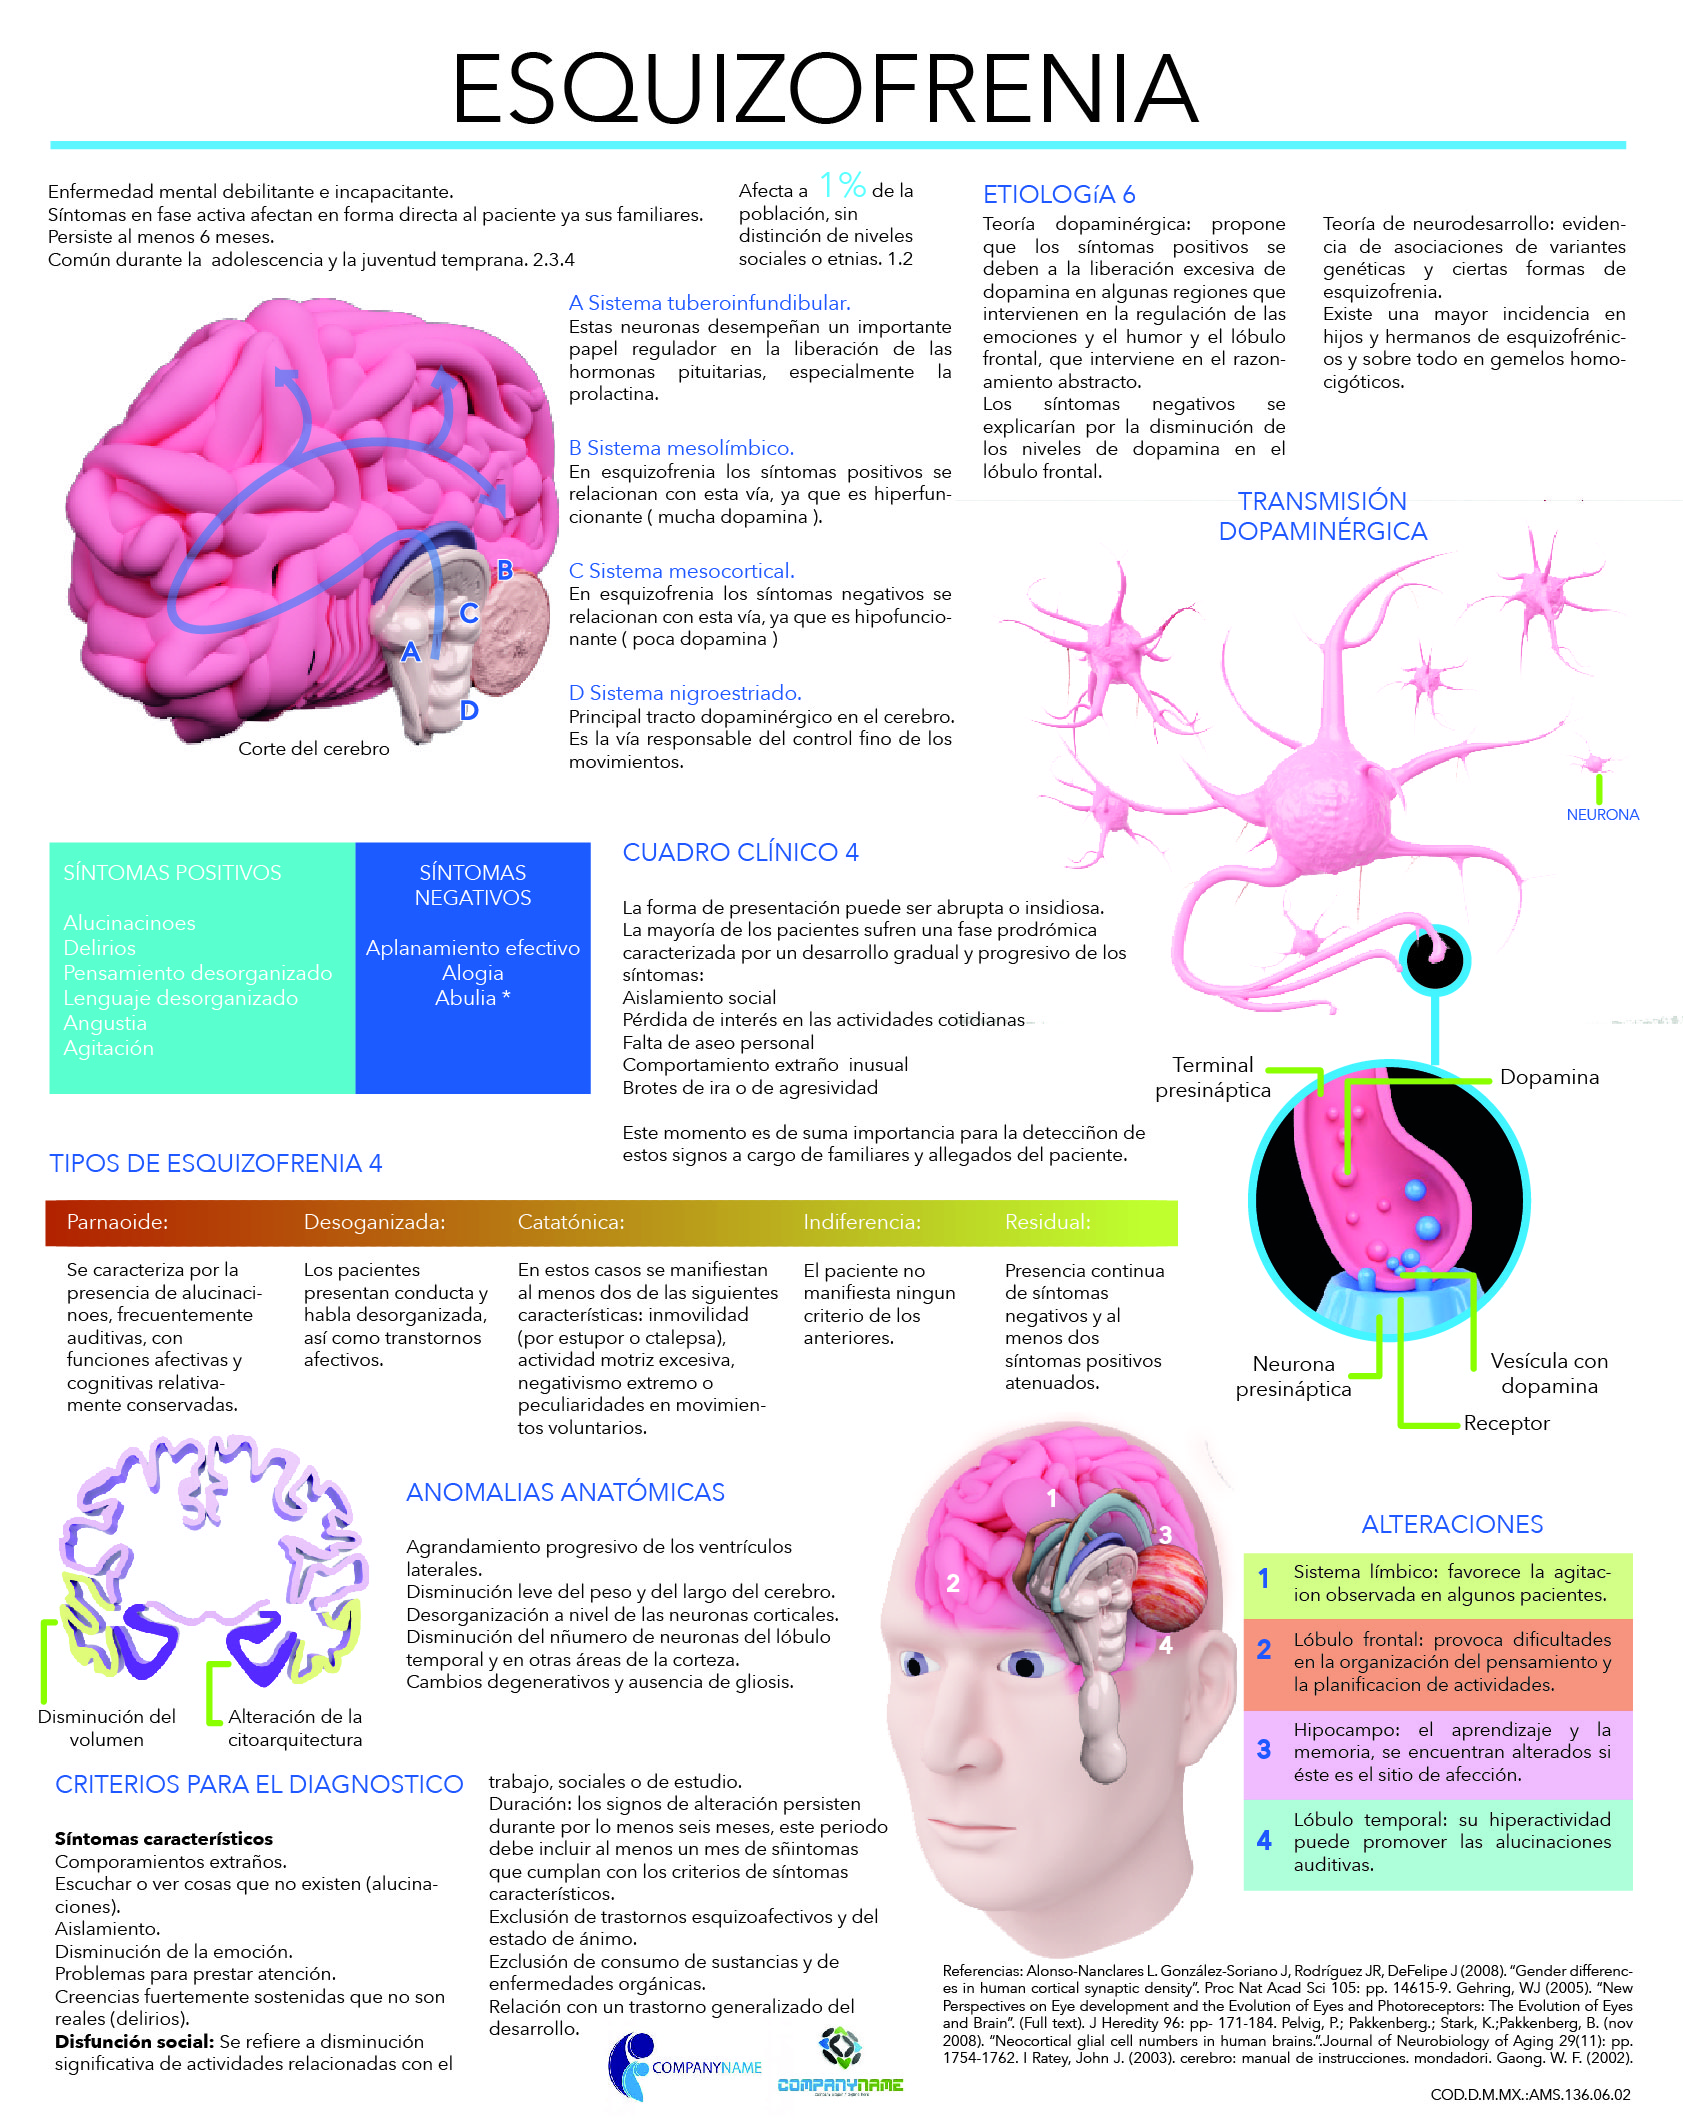 ESQUIZOFRENIA
Enfermedad mental debilitante e incapacitante.
Síntomas en fase activa afectan en forma directa al paciente ya sus familiares.
Persiste al menos 6 meses.
Común durante la adolescencia y la juventud temprana. 2.3.4
Afecta a 1% de la
población, sin
distinción de niveles
sociales o etnias. 1.2
A Sistema tuberoinfundibular.
Estas neuronas desempeñan un importante
papel regulador en la liberación de las
hormonas pituitarias, especialmente la
prolactina.
B Sistema mesolímbico.
En esquizofrenia los síntomas positivos se
relacionan con esta vía, ya que es hiperfun-
cionante ( mucha dopamina ).
C Sistema mesocortical.
En esquizofrenia los síntomas negativos se
relacionan con esta vía, ya que es hipofuncio-
nante ( poca dopamina )
D Sistema nigroestriado.
Principal tracto dopaminérgico en el cerebro.
Es la vía responsable del control fino de los
movimientos.
B
C
A
D
Corte del cerebro
ETIOLOGíA 6
Teoría dopaminérgica: propone
que los síntomas positivos se
deben a la liberación excesiva de
dopamina en algunas regiones que
intervienen en la regulación de las
emociones y el humor y el lóbulo
frontal, que interviene en el razon-
amiento abstracto.
Los síntomas negativos se
explicarían por la disminución de
los niveles de dopamina en el
lóbulo frontal.
Teoría de neurodesarrollo: eviden-
cia de asociaciones de variantes
genéticas y ciertas formas de
esquizofrenia.
Existe una mayor incidencia en
hijos y hermanos de esquizofrénic-
os y sobre todo en gemelos homo-
cigóticos.
TRANSMISIÓN
DOPAMINÉRGICA
NEURONA
SÍNTOMAS POSITIVOS
Alucinacinoes
Delirios
Pensamiento desorganizado
Lenguaje desorganizado
Angustia
Agitación
SÍNTOMAS
NEGATIVOS
Aplanamiento efectivo
Alogia
Abulia *
CUADRO CLÍNICO 4
La forma de presentación puede ser abrupta o insidiosa.
La mayoría de los pacientes sufren una fase prodrómica
caracterizada por un desarrollo gradual y progresivo de los
síntomas:
Aislamiento social
Pérdida de interés en las actividades cotidianas
Falta de aseo personal
Comportamiento extraño inusual
Brotes de ira o de agresividad
Este momento es de suma importancia para la detecciñon de
estos signos a cargo de familiares y allegados del paciente.
Terminal
presináptica
Dopamina
Neurona
presináptica
Vesícula con
dopamina
Receptor
TIPOS DE ESQUIZOFRENIA 4
Parnaoide:
Se caracteriza por la
presencia de alucinaci-
noes, frecuentemente
auditivas, con
funciones afectivas y
cognitivas relativa-
mente conservadas.
Desoganizada:
Los pacientes
presentan conducta y
habla desorganizada,
así como transtornos
afectivos.
Catatónica:
En estos casos se manifiestan
al menos dos de las siguientes
características: inmovilidad
(por estupor o ctalepsa),
actividad motriz excesiva,
negativismo extremo o
peculiaridades en movimien-
tos voluntarios.
Indiferencia:
El paciente no
manifiesta ningun
criterio de los
anteriores.
Residual:
Presencia continua
de síntomas
negativos y al
menos dos
síntomas positivos
atenuados.
Disminución del
volumen
Alteración de la
citoarquitectura
ANOMALIAS ANATÓMICAS
Agrandamiento progresivo de los ventrículos
laterales.
Disminución leve del peso y del largo del cerebro.
Desorganización a nivel de las neuronas corticales.
Disminución del nñumero de neuronas del lóbulo
temporal y en otras áreas de la corteza.
Cambios degenerativos y ausencia de gliosis.
1
2
3
4
ALTERACIONES
1 Sistema límbico: favorece la agitac-
ion observada en algunos pacientes.
2 Lóbulo frontal: provoca dificultades
en la organización del pensamiento y
la planificacion de actividades.
3 Hipocampo: el aprendizaje y la
memoria, se encuentran alterados si
éste es el sitio de afección.
4 Lóbulo temporal: su hiperactividad
puede promover las alucinaciones
auditivas.
CRITERIOS PARA EL DIAGNOSTICO
Síntomas característicos
Comporamientos extraños.
Escuchar o ver cosas que no existen (alucina-
ciones).
Aislamiento.
Disminución de la emoción.
Problemas para prestar atención.
Creencias fuertemente sostenidas que no son
reales (delirios).
Disfunción social: Se refiere a disminución
significativa de actividades relacionadas con el
trabajo, sociales o de estudio.
Duración: los signos de alteración persisten
durante por lo menos seis meses, este periodo
debe incluir al menos un mes de sñintomas
que cumplan con los criterios de síntomas
característicos.
Exclusión de trastornos esquizoafectivos y del
estado de ánimo.
Ezclusión de consumo de sustancias y de
enfermedades orgánicas.
Relación con un trastorno generalizado del
desarrollo.
COMPANYNAME
COMPANYNAME
Referencias: Alonso-Nanclares L. González-Soriano J, Rodríguez JR, DeFelipe J (2008). "Gender differenc-
es in human cortical synaptic density". Proc Nat Acad Sci 105: pp. 14615-9. Gehring, WJ (2005). "New
Perspectives on Eye development and the Evolution of Eyes and Photoreceptors: The Evolution of Eyes
and Brain". (Full text). J Heredity 96: pp- 171-184. Pelvig, P.; Pakkenberg.; Stark, K.;Pakkenberg, B. (nov
2008). "Neocortical glial cell numbers in human brains.".Journal of Neurobiology of Aging 29(11): pp.
1754-1762. I Ratey, John J. (2003). cerebro: manual de instrucciones. mondadori. Gaong. W. F. (2002).
COD.D.M.MX.:AMS.136.06.02